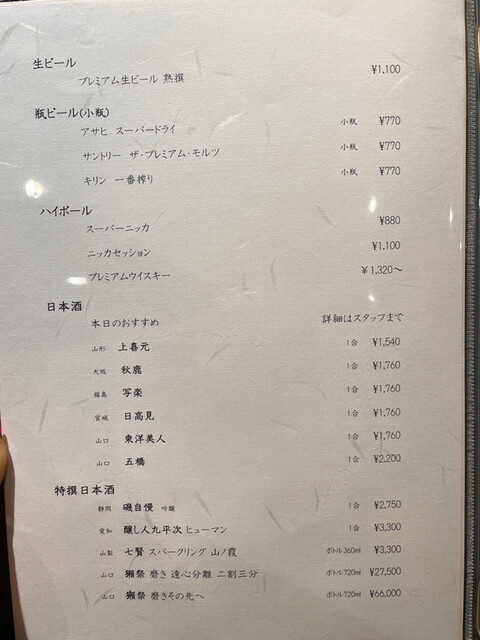 生ビール
プレミアム生ビール 熟撰 ¥1,100
瓶ビール(小瓶)
アサヒ スーパードライ 小瓶 ¥770
サントリー ザ・プレミアム・モルツ 小瓶 ¥770
キリン 一番搾り 小瓶 ¥770
ハイボール
スーパーニッカ ¥880
ニッカセッション ¥1,100
プレミアムウイスキー ¥1,320〜
日本酒
本日のおすすめ 詳細はスタッフまで
山形 上喜元 1合 ¥1,540
大阪 秋鹿 1合 ¥1,760
福島 写楽 1合 ¥1,760
宮城 日高見 1合 ¥1,760
山口 東洋美人 1合 ¥1,760
山口 五橋 1合 ¥2,200
特撰日本酒
静岡 磯自慢 吟醸 1合 ¥2,750
愛知 醸し人九平次 ヒューマン 1合 ¥3,300
山梨 七賢 スパークリング 山ノ霞 ボトル360ml ¥3,300
山口 獺祭 磨き 遠心分離 二割三分 ボトル720ml ¥27,500
山口 獺祭 磨きその先へ ボトル720ml ¥66,000